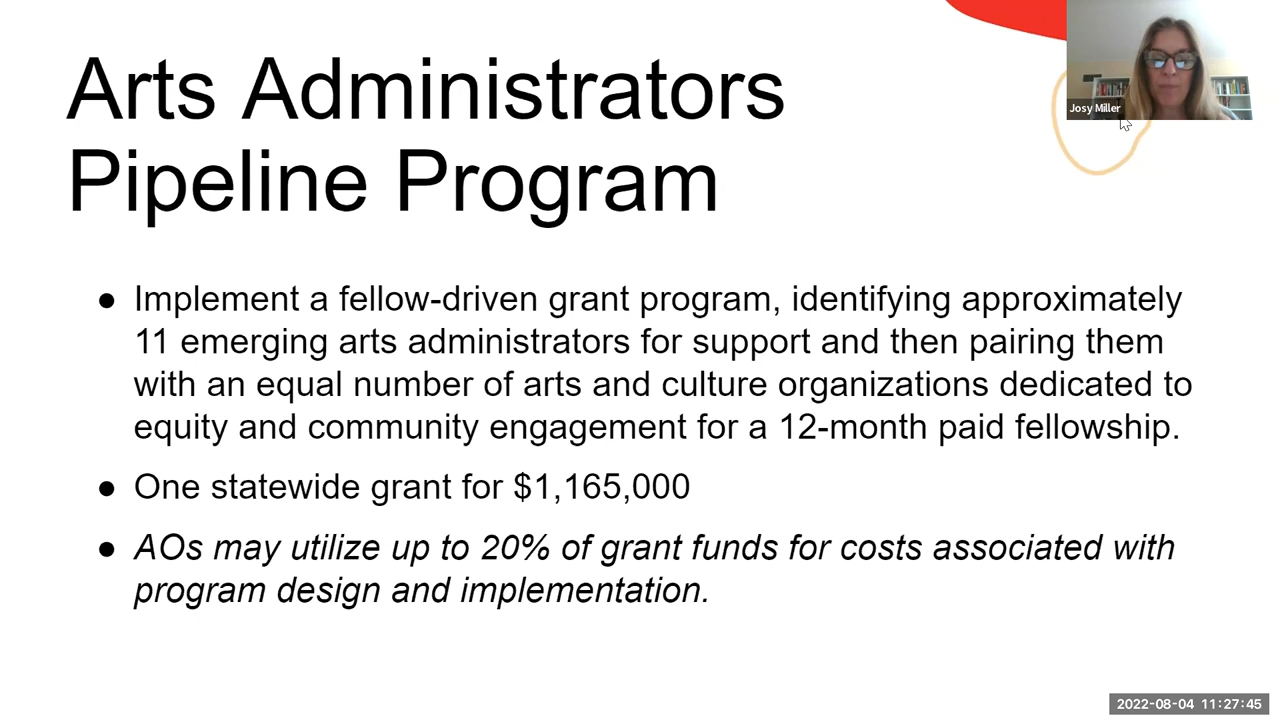 Arts Administrators
Pipeline Program
Josy Miller
● Implement a fellow-driven grant program, identifying approximately
11 emerging arts administrators for support and then pairing them
with an equal number of arts and culture organizations dedicated to
equity and community engagement for a 12-month paid fellowship.
● One statewide grant for $1,165,000
● AOs may utilize up to 20% of grant funds for costs associated with
program design and implementation.
2022-08-04 11:27:45